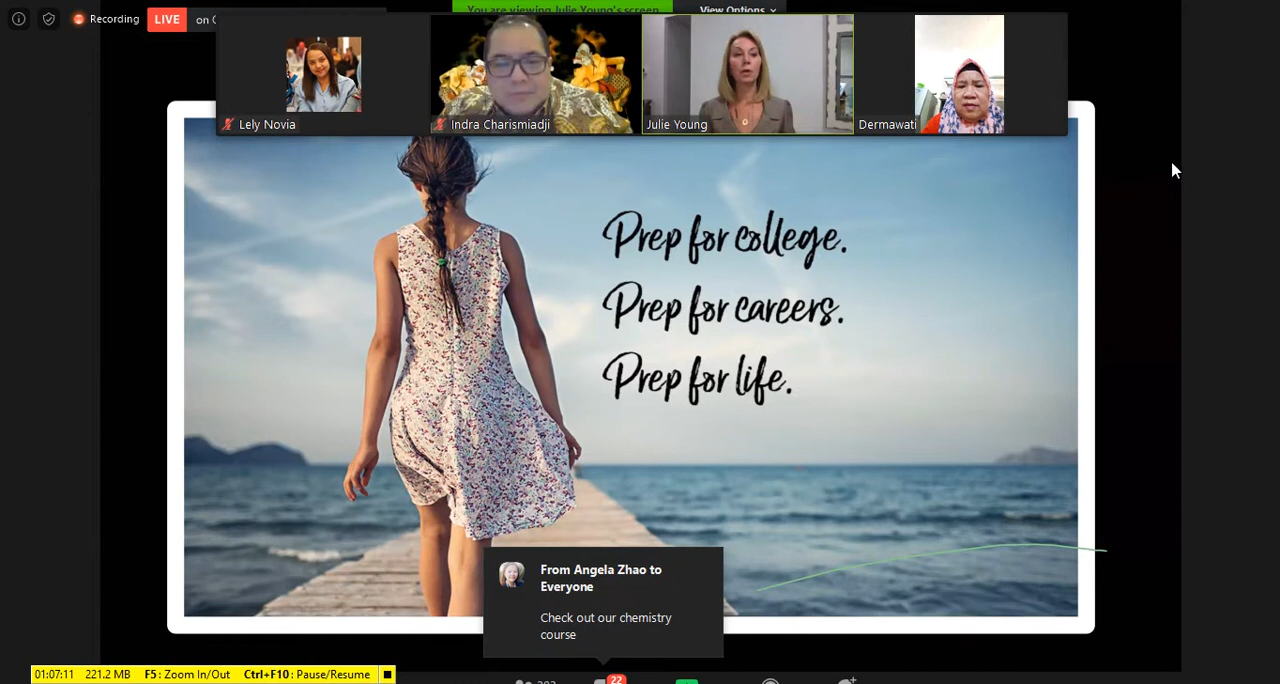 You are viewing Julie Young's screen
View Options
Recording
LIVE
on
Lely Novia
Indra Charismiadji
Julie Young
Dermawati
Prep for college.
Prep for careers.
Prep for life.
From Angela Zhao to
Everyone
Check out our chemistry
course
01:07:11 221.2 MB F5: Zoom In/Out Ctrl+F10: Pause/Resume
22